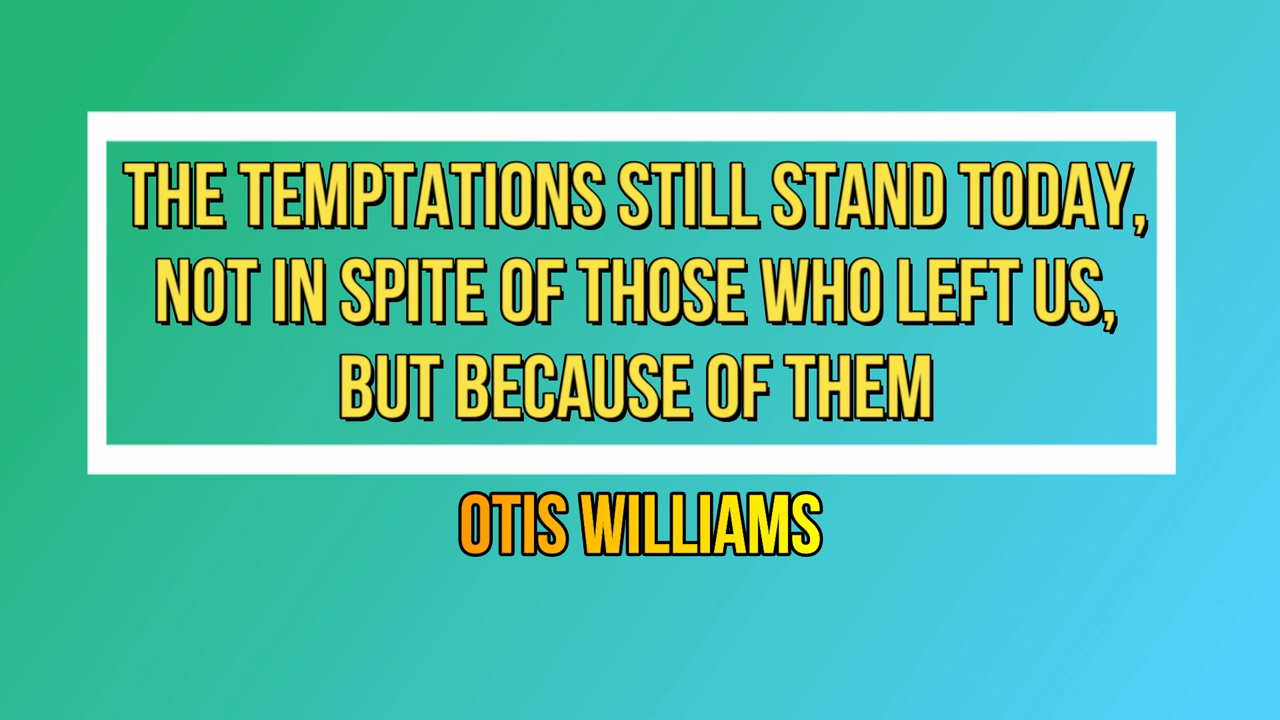 THE TEMPTATIONS STILL STAND TODAY,
NOT IN SPITE OF THOSE WHO LEFT US,
BUT BECAUSE OF THEM
OTIS WILLIAMS